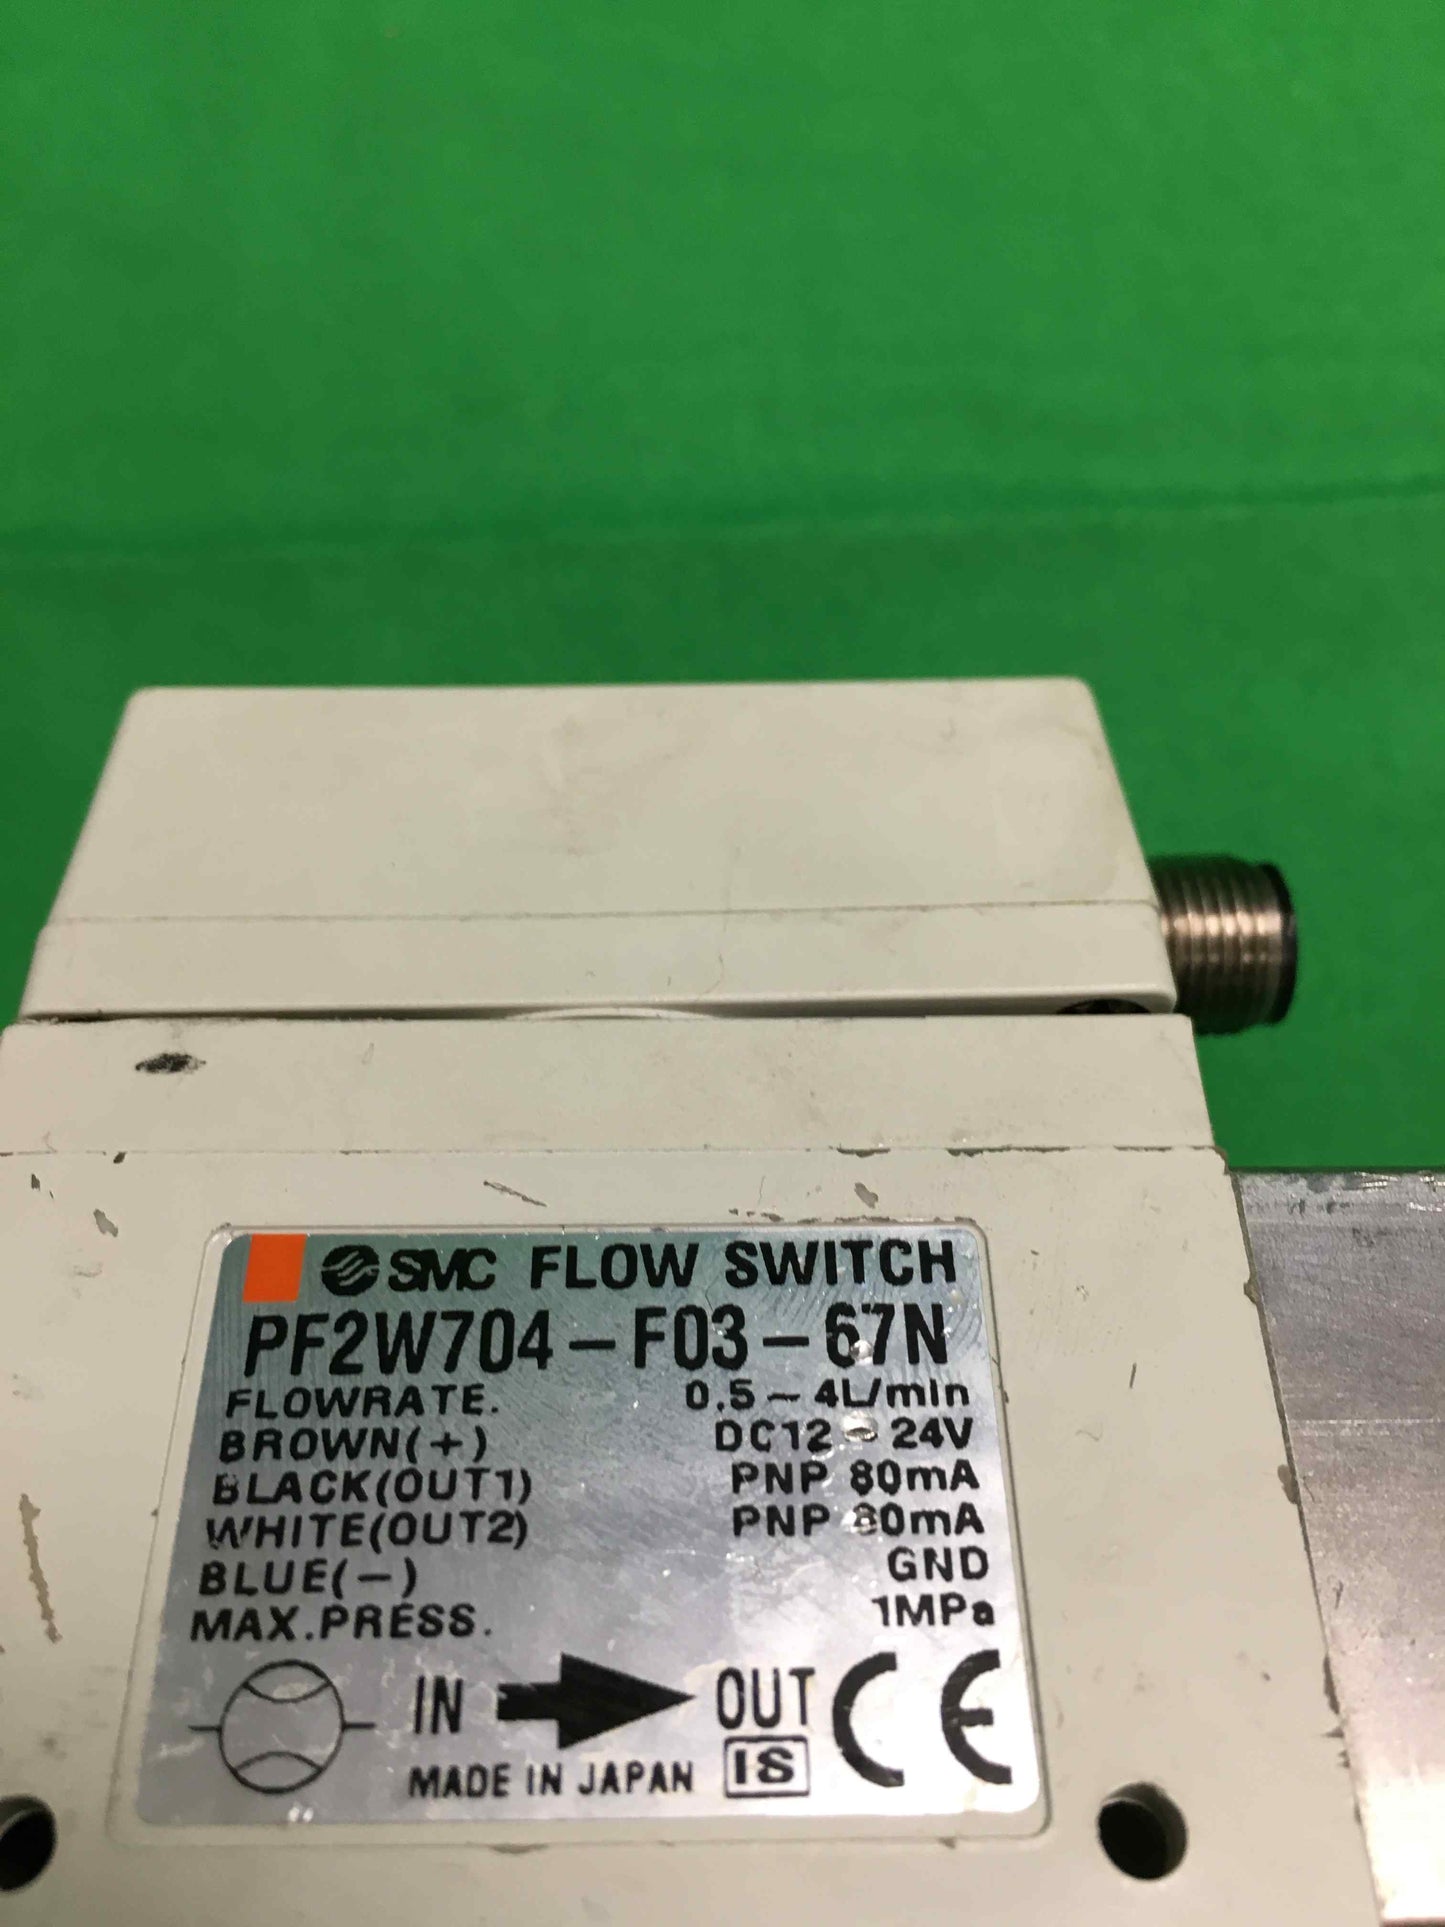 SMC FLOW SWITCH
PF2W704-F03-67N
FLOWRATE. 0.5~4L/min
BROWN(+) DC12~24V
BLACK(OUT1) PNP 80mA
WHITE(OUT2) PNP 80mA
BLUE(-) GND
MAX.PRESS. 1MPa
IN OUT CE
MADE IN JAPAN IS